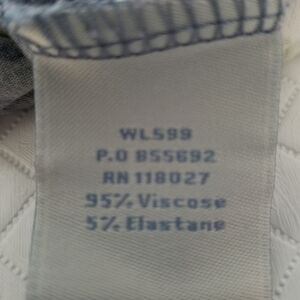 WL599
P.O 855692
RN 118027
95% Viscose
5% Elastane